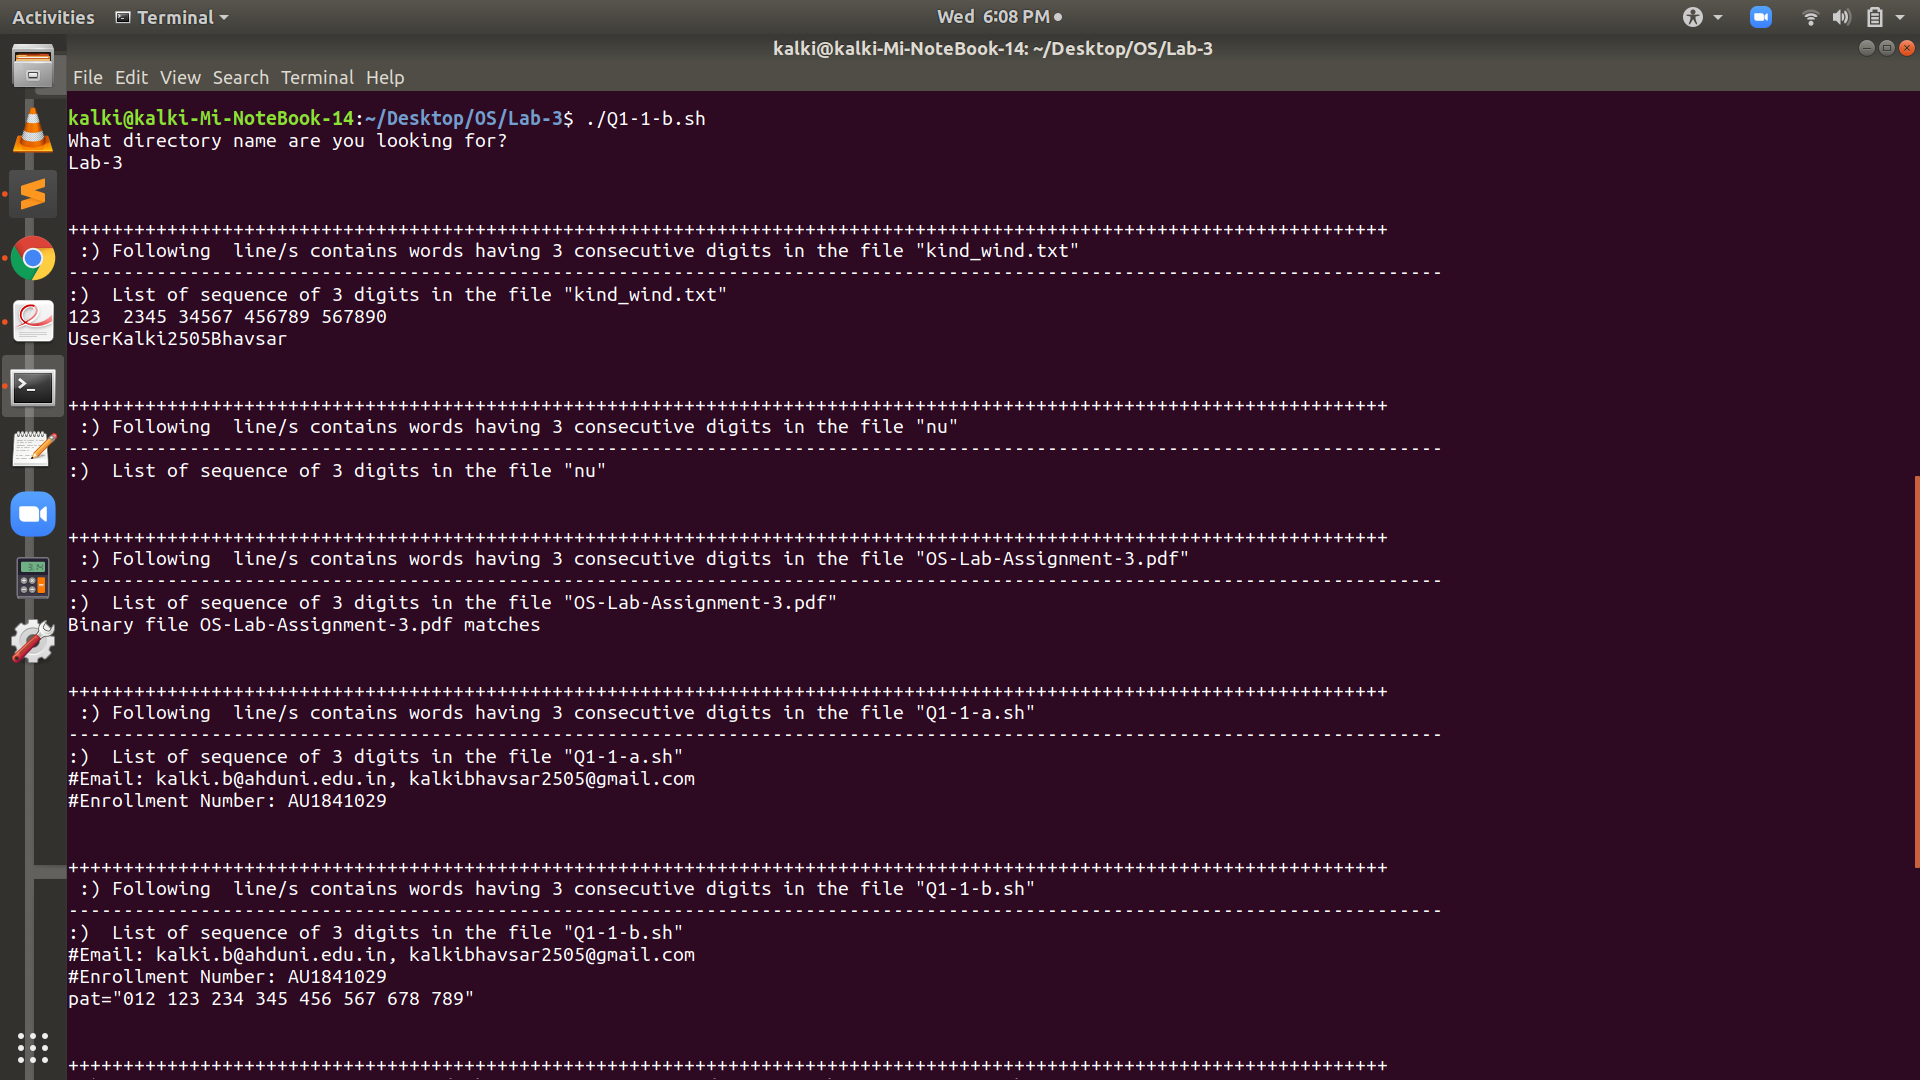 Activities Terminal Wed 6:08 PM
kalki@kalki-Mi-NoteBook-14: ~/Desktop/OS/Lab-3
File Edit View Search Terminal Help
kalki@kalki-Mi-NoteBook-14:~/Desktop/OS/Lab-3$ ./Q1-1-b.sh
What directory name are you looking for?
Lab-3
++++++++++++++++++++++++++++++++++++++++++++++++++++++++++++++++++++++++++++++++++++++++++++++++++++++++++++++++++++++++
:) Following  line/s contains words having 3 consecutive digits in the file "kind_wind.txt"
-----------------------------------------------------------------------------------------------------------------------------
:)  List of sequence of 3 digits in the file "kind_wind.txt"
123  2345 34567 456789 567890
UserKalki2505Bhavsar
++++++++++++++++++++++++++++++++++++++++++++++++++++++++++++++++++++++++++++++++++++++++++++++++++++++++++++++++++++++++
:) Following  line/s contains words having 3 consecutive digits in the file "nu"
-----------------------------------------------------------------------------------------------------------------------------
:)  List of sequence of 3 digits in the file "nu"
++++++++++++++++++++++++++++++++++++++++++++++++++++++++++++++++++++++++++++++++++++++++++++++++++++++++++++++++++++++++
:) Following  line/s contains words having 3 consecutive digits in the file "OS-Lab-Assignment-3.pdf"
-----------------------------------------------------------------------------------------------------------------------------
:)  List of sequence of 3 digits in the file "OS-Lab-Assignment-3.pdf"
Binary file OS-Lab-Assignment-3.pdf matches
++++++++++++++++++++++++++++++++++++++++++++++++++++++++++++++++++++++++++++++++++++++++++++++++++++++++++++++++++++++++
:) Following  line/s contains words having 3 consecutive digits in the file "Q1-1-a.sh"
-----------------------------------------------------------------------------------------------------------------------------
:)  List of sequence of 3 digits in the file "Q1-1-a.sh"
#Email: kalki.b@ahduni.edu.in, kalkibhavsar2505@gmail.com
#Enrollment Number: AU1841029
++++++++++++++++++++++++++++++++++++++++++++++++++++++++++++++++++++++++++++++++++++++++++++++++++++++++++++++++++++++++
:) Following  line/s contains words having 3 consecutive digits in the file "Q1-1-b.sh"
-----------------------------------------------------------------------------------------------------------------------------
:)  List of sequence of 3 digits in the file "Q1-1-b.sh"
#Email: kalki.b@ahduni.edu.in, kalkibhavsar2505@gmail.com
#Enrollment Number: AU1841029
pat="012 123 234 345 456 567 678 789"
++++++++++++++++++++++++++++++++++++++++++++++++++++++++++++++++++++++++++++++++++++++++++++++++++++++++++++++++++++++++